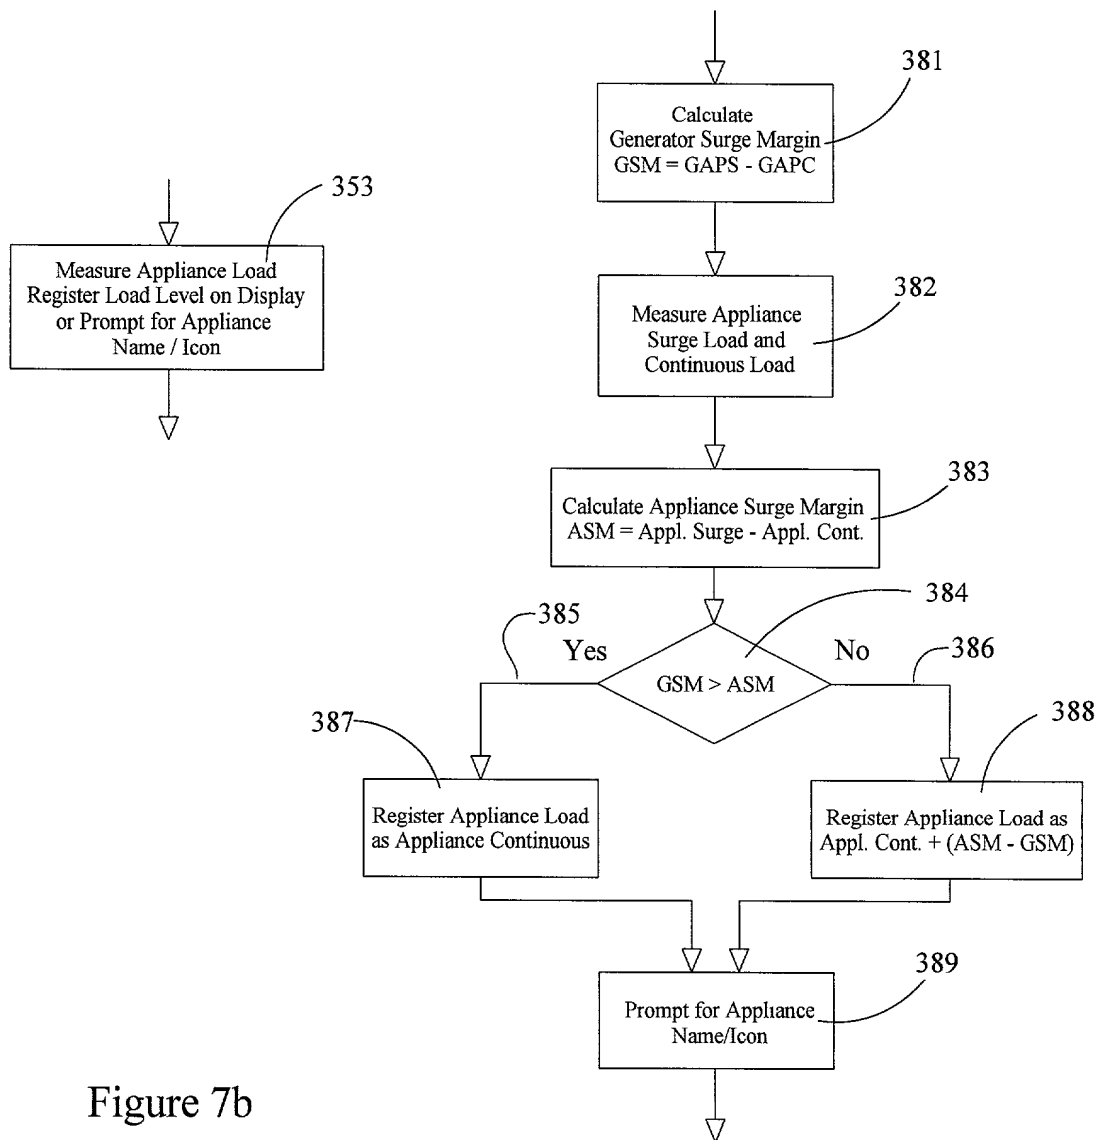 381
Calculate
Generator Surge Margin
GSM = GAPS - GAPC
353
Measure Appliance Load
Register Load Level on Display
or Prompt for Appliance
Name / Icon
382
Measure Appliance
Surge Load and
Continuous Load
383
Calculate Appliance Surge Margin
ASM = Appl. Surge - Appl. Cont.
384
385
Yes
No
386
GSM > ASM
387
388
Register Appliance Load
as Appliance Continuous
Register Appliance Load as
Appl. Cont. + (ASM - GSM)
389
Prompt for Appliance
Name/Icon
Figure 7b